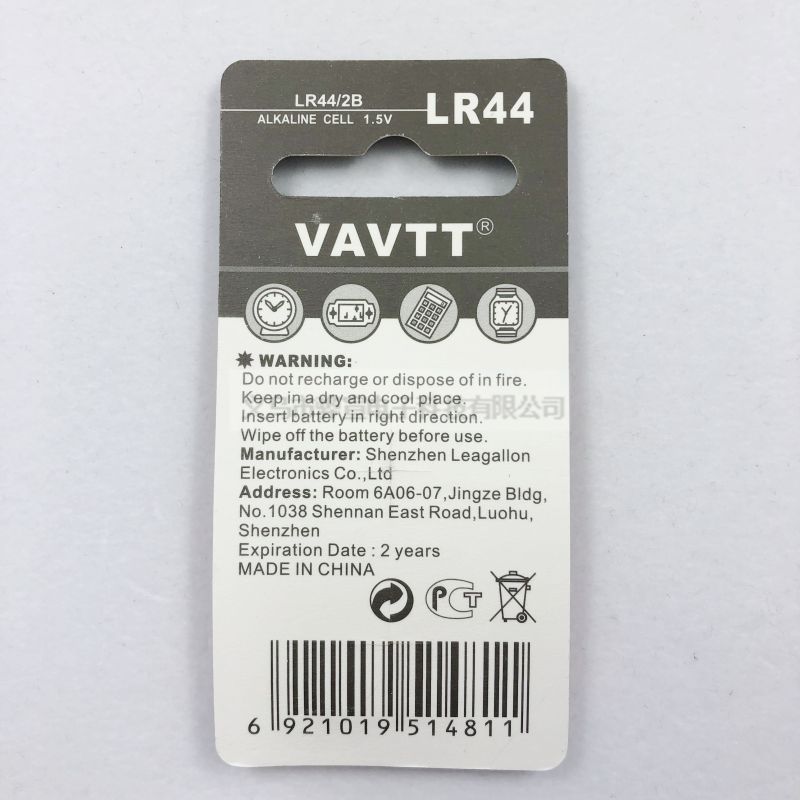 LR44/2B
ALKALINE CELL 1.5V
LR44
VAVTT®
WARNING:
Do not recharge or dispose of in fire.
Keep in a dry and cool place.
Insert battery in right direction.
Wipe off the battery before use.
Manufacturer: Shenzhen Leagallon
Electronics Co.,Ltd
Address: Room 6A06-07,Jingze Bldg,
No.1038 Shennan East Road,Luohu,
Shenzhen
Expiration Date : 2 years
MADE IN CHINA
PCT
6 921019 514811
有限公司